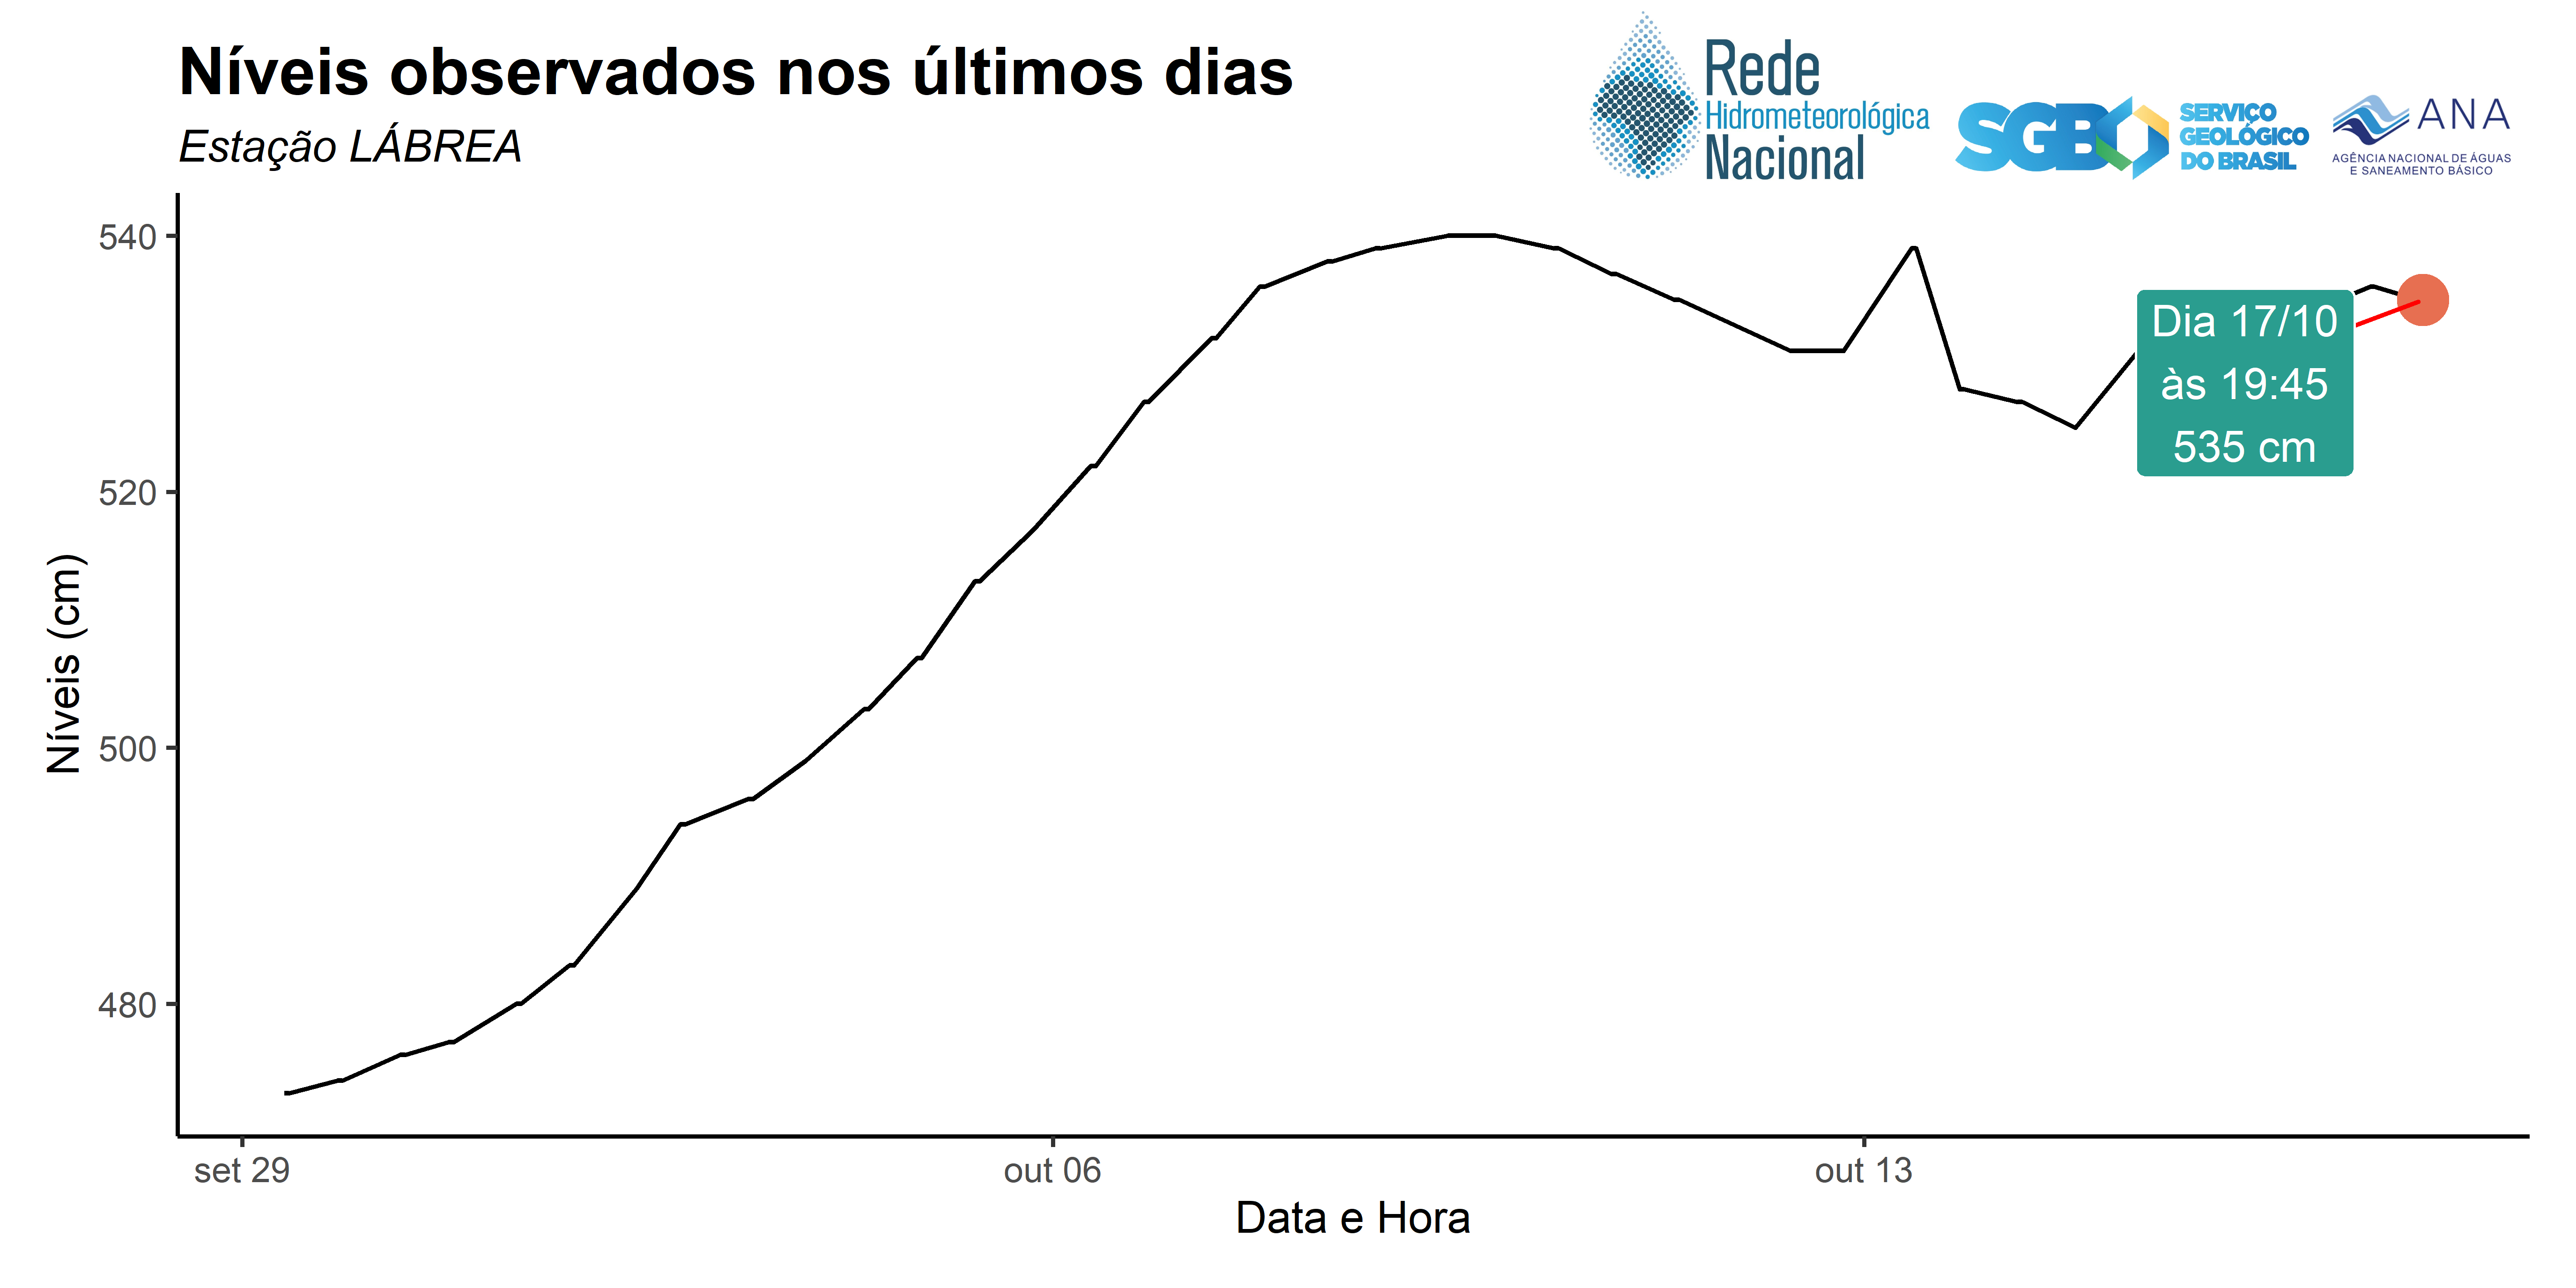 Níveis observados nos últimos dias
Estação LÁBREA
Rede
Hidrometeorológica
Nacional
SGB
SERVIÇO
GEOLÓGICO
DO BRASIL
ANA
AGÊNCIA NACIONAL DE ÁGUAS
E SANEAMENTO BÁSICO
540
520
500
480
Níveis (cm)
Dia 17/10
às 19:45
535 cm
set 29
out 06
out 13
Data e Hora